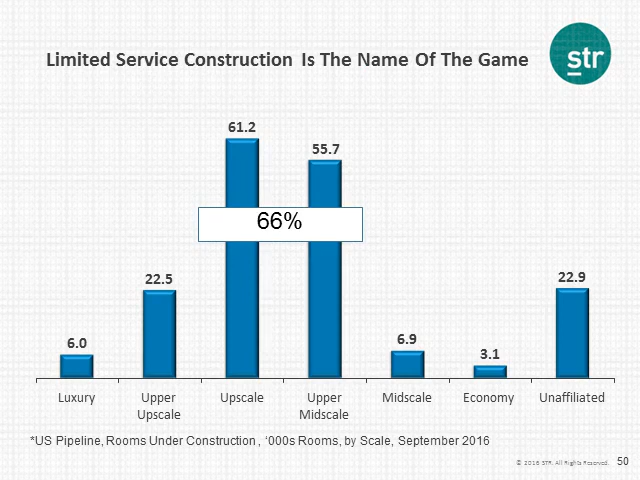 Limited Service Construction Is The Name Of The Game
str
61.2
55.7
66%
22.5
22.9
6.0
6.9
3.1
Luxury
Upper
Upscale
Upscale
Upper
Midscale
Midscale
Economy
Unaffiliated
*US Pipeline, Rooms Under Construction , ‘000s Rooms, by Scale, September 2016
© 2016 STR. All Rights Reserved.
50